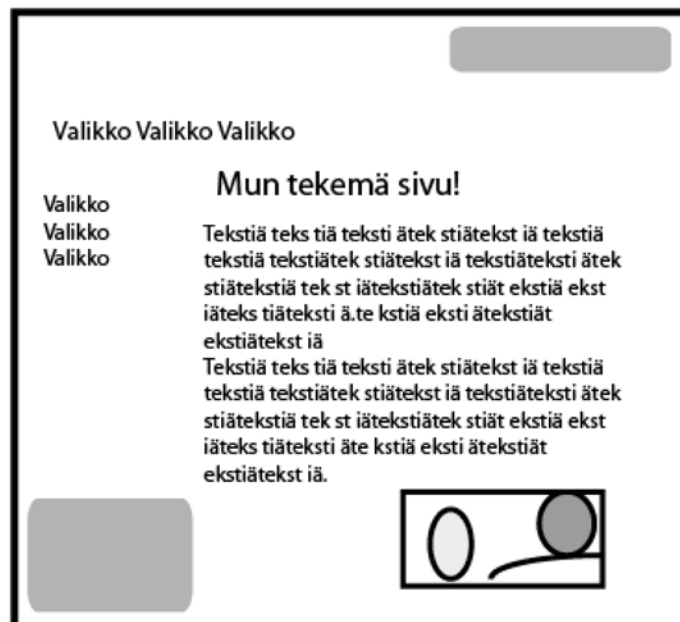 Valikko Valikko Valikko
Mun tekemä sivu!
Valikko
Valikko
Valikko
Tekstiä teks tiä teksti ätek stiätekst iä tekstiä
tekstiä tekstiätek stiätekst iä tekstiäteksti ätek
stiätekstiä tek st iätekstiätek stiät ekstiä ekst
iäteks tiäteksti ä.te kstiä eksti ätekstiät
ekstiätekst iä
Tekstiä teks tiä teksti ätek stiätekst iä tekstiä
tekstiä tekstiätek stiätekst iä tekstiäteksti ätek
stiätekstiä tek st iätekstiätek stiät ekstiä ekst
iäteks tiäteksti äte kstiä eksti ätekstiät
ekstiätekst iä.